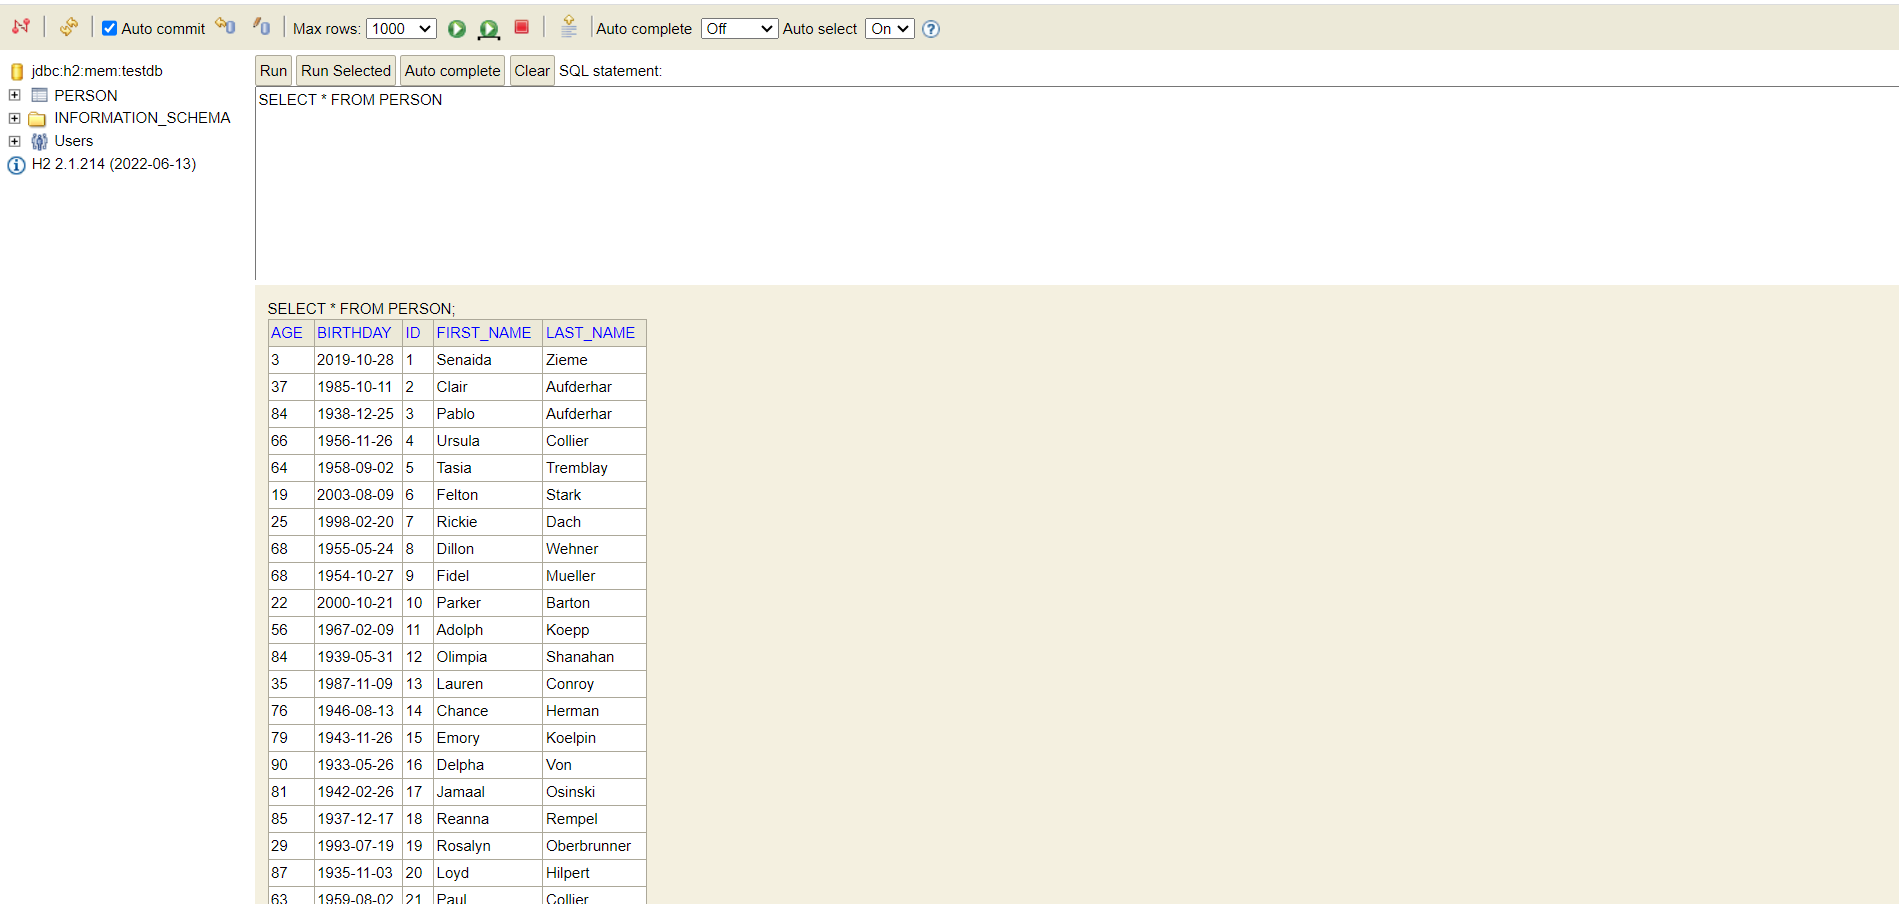 Auto commit Max rows: 1000 Auto complete Off Auto select On
jdbc:h2:mem:testdb
PERSON
INFORMATION_SCHEMA
Users
H2 2.1.214 (2022-06-13)
Run Run Selected Auto complete Clear SQL statement:
SELECT * FROM PERSON
SELECT * FROM PERSON;
AGE BIRTHDAY ID FIRST_NAME LAST_NAME
3 2019-10-28 1 Senaida Zieme
37 1985-10-11 2 Clair Aufderhar
84 1938-12-25 3 Pablo Aufderhar
66 1956-11-26 4 Ursula Collier
64 1958-09-02 5 Tasia Tremblay
19 2003-08-09 6 Felton Stark
25 1998-02-20 7 Rickie Dach
68 1955-05-24 8 Dillon Wehner
68 1954-10-27 9 Fidel Mueller
22 2000-10-21 10 Parker Barton
56 1967-02-09 11 Adolph Koepp
84 1939-05-31 12 Olimpia Shanahan
35 1987-11-09 13 Lauren Conroy
76 1946-08-13 14 Chance Herman
79 1943-11-26 15 Emory Koelpin
90 1933-05-26 16 Delpha Von
81 1942-02-26 17 Jamaal Osinski
85 1937-12-17 18 Reanna Rempel
29 1993-07-19 19 Rosalyn Oberbrunner
87 1935-11-03 20 Loyd Hilpert
63 1959-08-02 21 Paul Collier